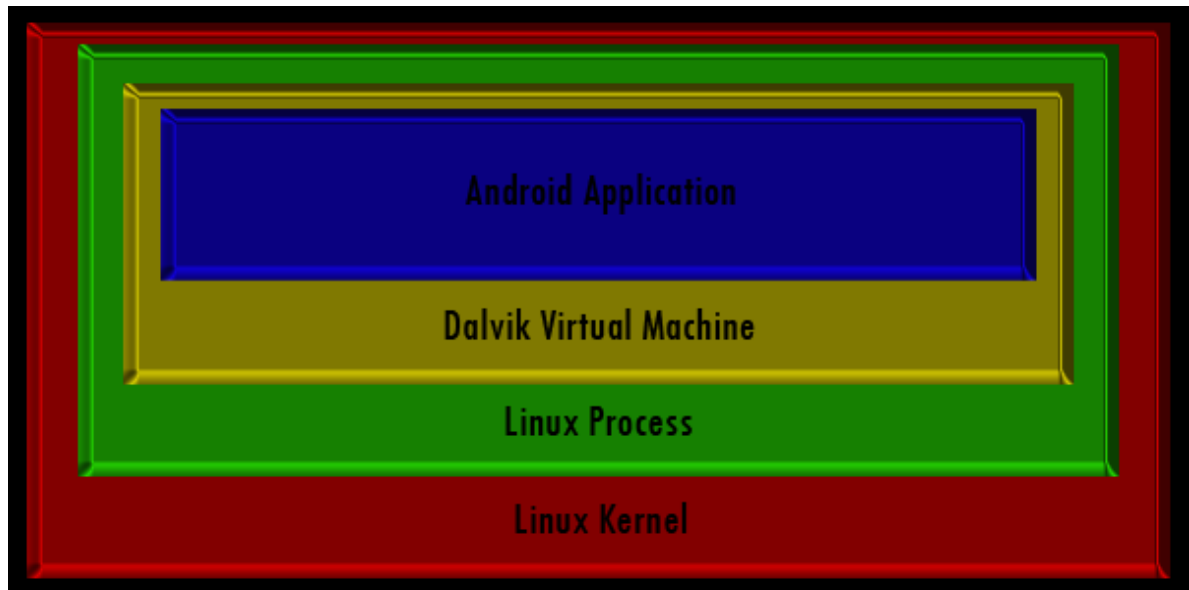 Android Application
Dalvik Virtual Machine
Linux Process
Linux Kernel